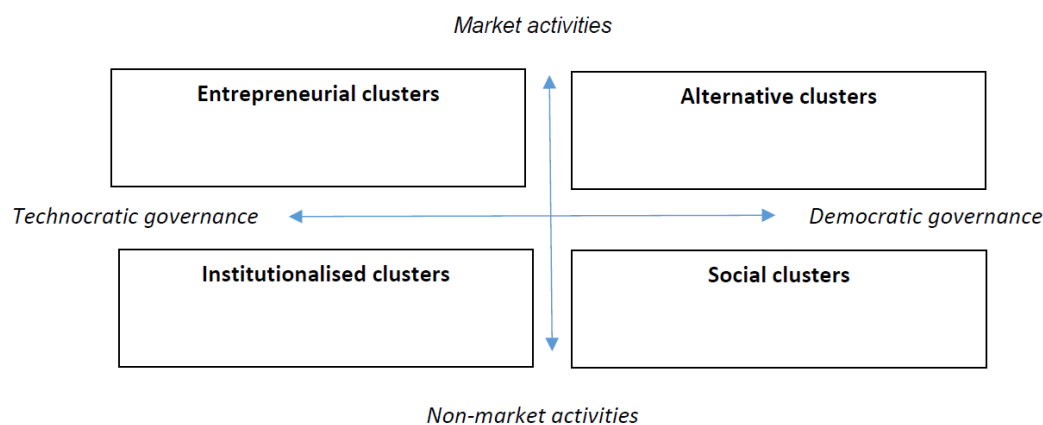 Market activities
Entrepreneurial clusters
Alternative clusters
Technocratic governance
Democratic governance
Institutionalised clusters
Social clusters
Non-market activities